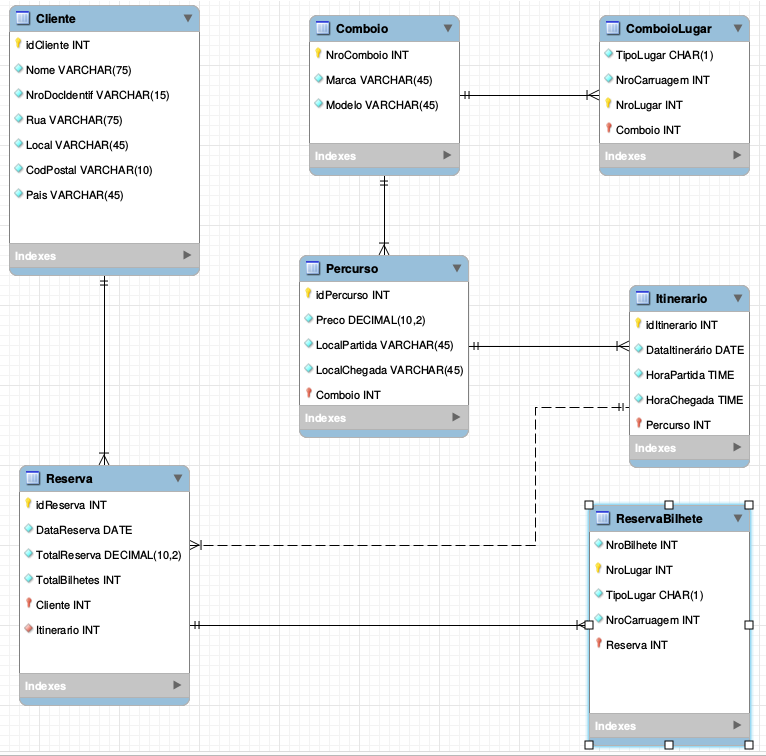 Cliente
idCliente INT
Nome VARCHAR(75)
NroDocIdentif VARCHAR(15)
Rua VARCHAR(75)
Local VARCHAR(45)
CodPostal VARCHAR(10)
Pais VARCHAR(45)
Indexes
Comboio
NroComboio INT
Marca VARCHAR(45)
Modelo VARCHAR(45)
Indexes
ComboioLugar
TipoLugar CHAR(1)
NroCarruagem INT
NroLugar INT
Comboio INT
Indexes
Percurso
idPercurso INT
Preco DECIMAL(10,2)
LocalPartida VARCHAR(45)
LocalChegada VARCHAR(45)
Comboio INT
Indexes
Itinerario
idItinerario INT
DataItinerário DATE
HoraPartida TIME
HoraChegada TIME
Percurso INT
Indexes
Reserva
idReserva INT
DataReserva DATE
TotalReserva DECIMAL(10,2)
TotalBilhetes INT
Cliente INT
Itinerario INT
Indexes
ReservaBilhete
NroBilhete INT
NroLugar INT
TipoLugar CHAR(1)
NroCarruagem INT
Reserva INT
Indexes